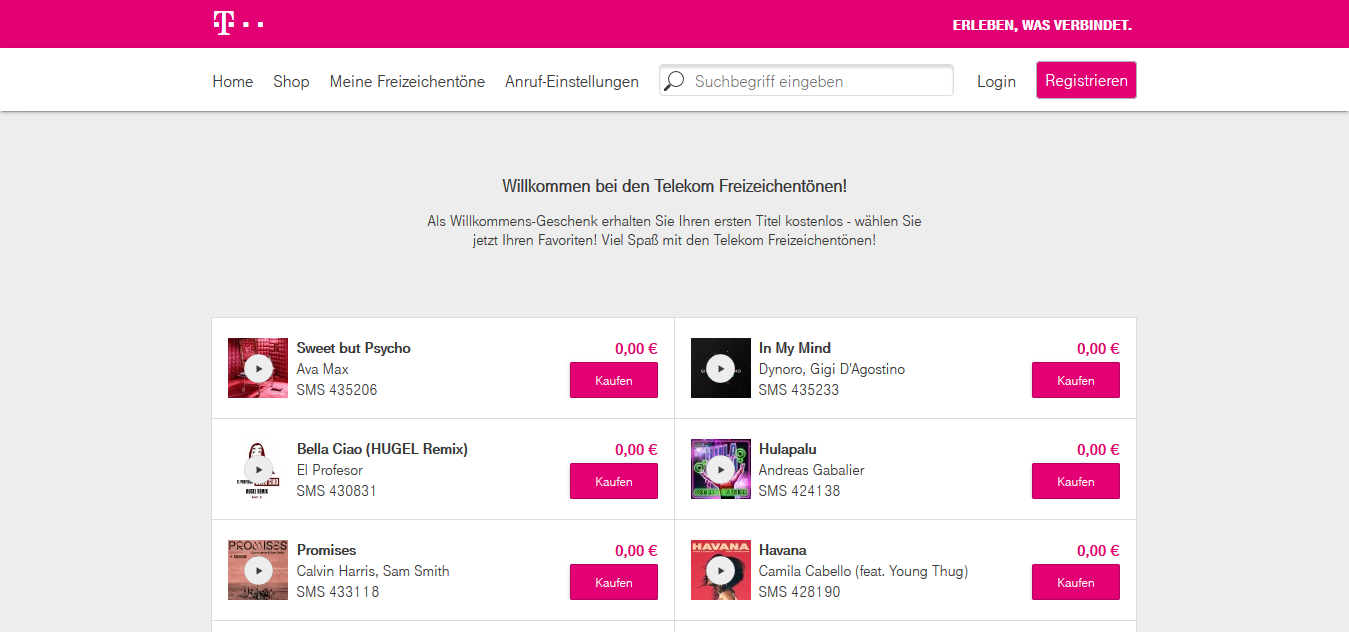 T
ERLEBEN, WAS VERBINDET.
Home Shop Meine Freizeichentöne Anruf-Einstellungen Suchbegriff eingeben Login Registrieren
Willkommen bei den Telekom Freizeichentönen!
Als Willkommens-Geschenk erhalten Sie Ihren ersten Titel kostenlos - wählen Sie
jetzt Ihren Favoriten! Viel Spaß mit den Telekom Freizeichentönen!
Sweet but Psycho
Ava Max
SMS 435206
0,00 €
Kaufen
In My Mind
Dynoro, Gigi D'Agostino
SMS 435233
0,00 €
Kaufen
Bella Ciao (HUGEL Remix)
El Profesor
SMS 430831
0,00 €
Kaufen
Hulapalu
Andreas Gabalier
SMS 424138
0,00 €
Kaufen
PROMISES
Promises
Calvin Harris, Sam Smith
SMS 433118
0,00 €
Kaufen
HAVANA
Havana
Camila Cabello (feat. Young Thug)
SMS 428190
0,00 €
Kaufen